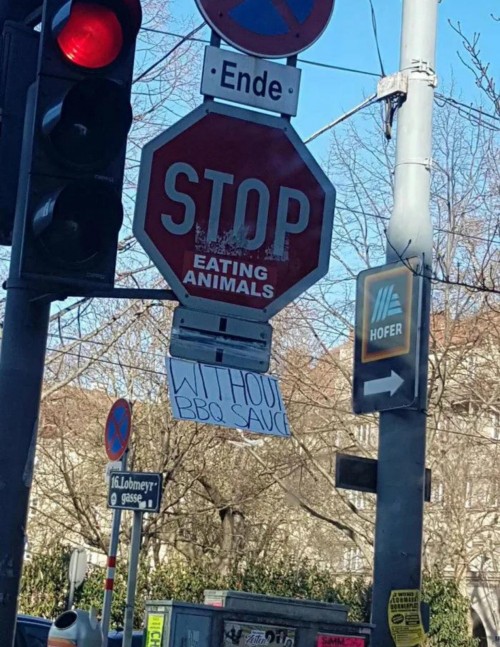 Ende
STOP
EATING
ANIMALS
WITHOUT
BBQ SAUCE
HOFER
16.Lobmeyr-
gasse